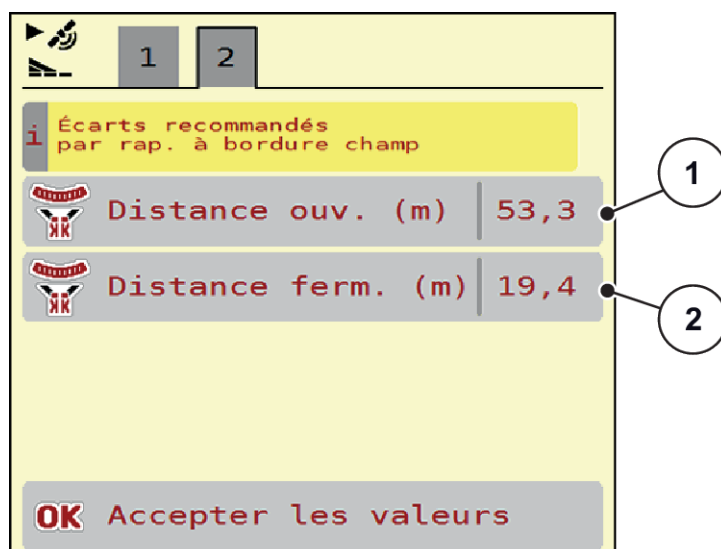 1
2
i
Écarts recommandés
par rap. à bordure champ
Distance ouv. (m) 53,3
1
Distance ferm. (m) 19,4
2
OK Accepter les valeurs